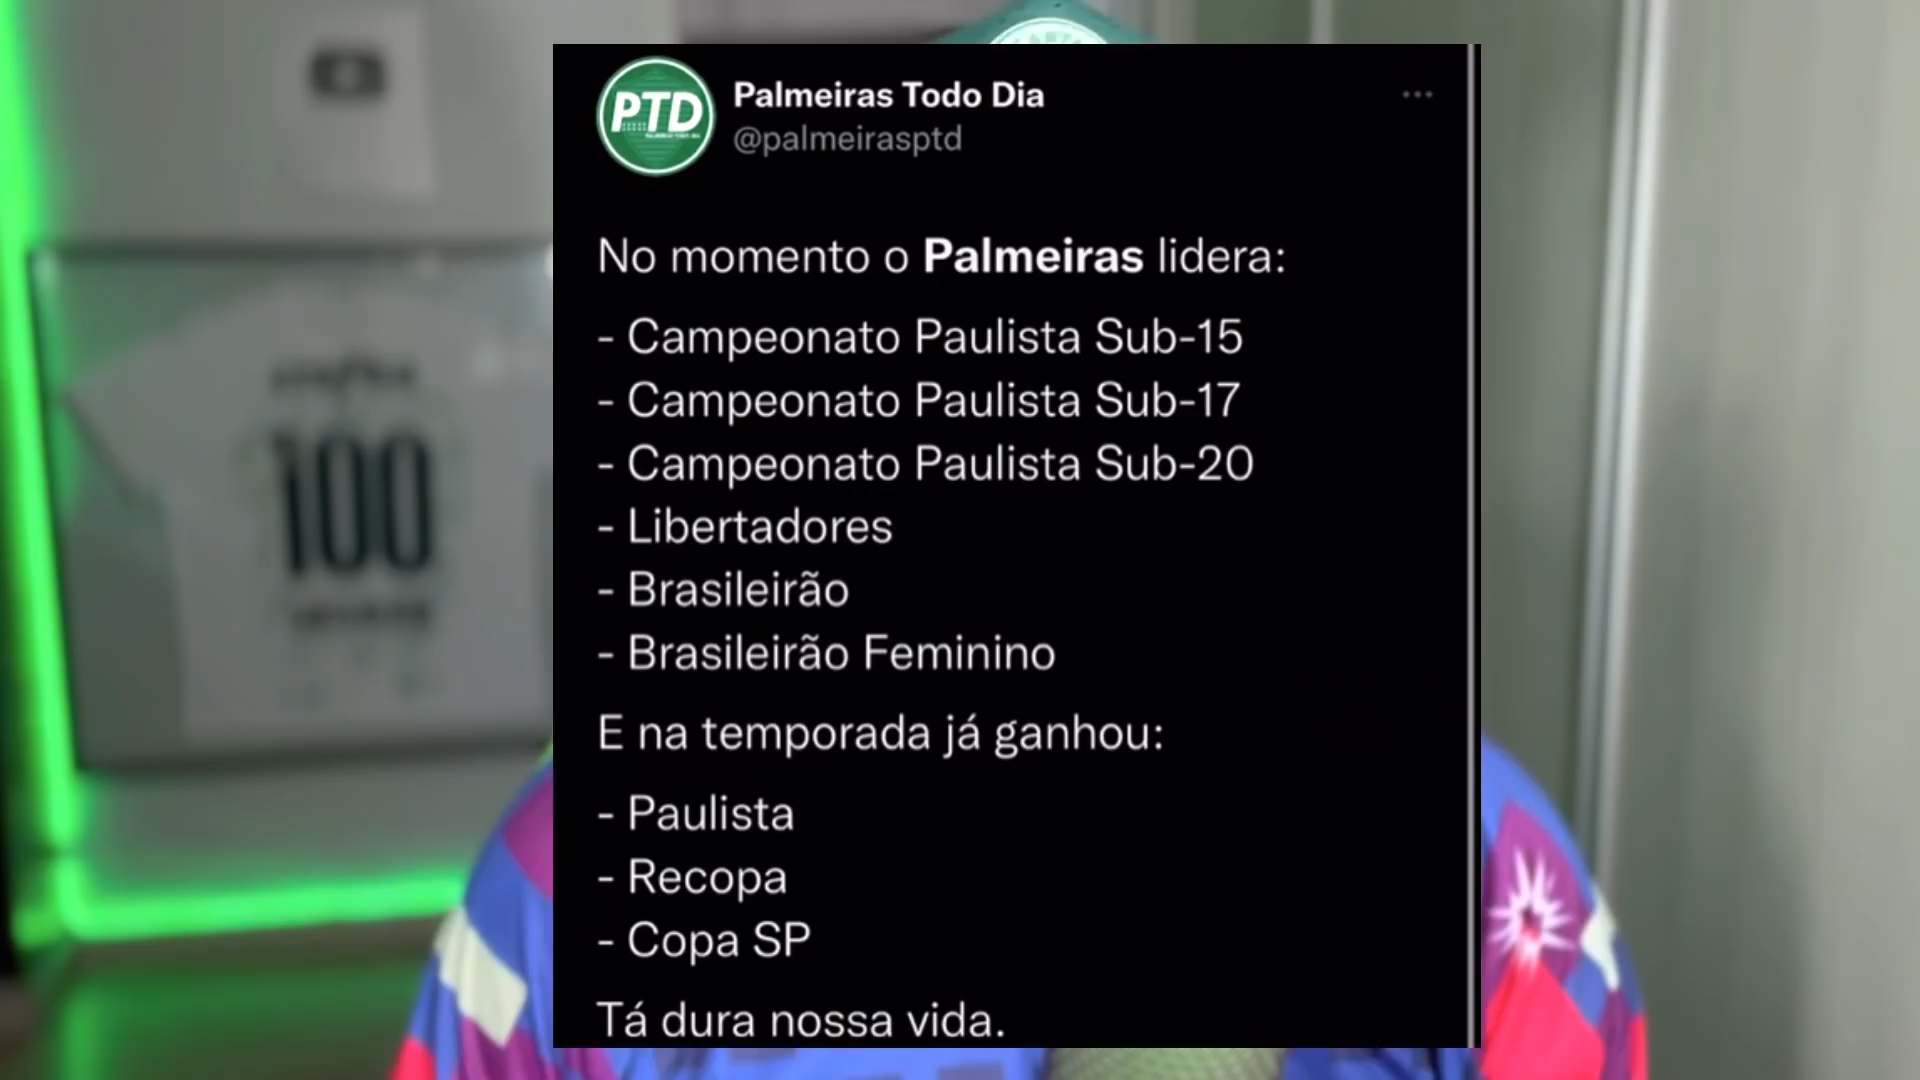 PTD
Palmeiras Todo Dia
@palmeirasptd
No momento o Palmeiras lidera:
- Campeonato Paulista Sub-15
- Campeonato Paulista Sub-17
- Campeonato Paulista Sub-20
- Libertadores
- Brasileirão
- Brasileirão Feminino
E na temporada já ganhou:
- Paulista
- Recopa
- Copa SP
Tá dura nossa vida.
100